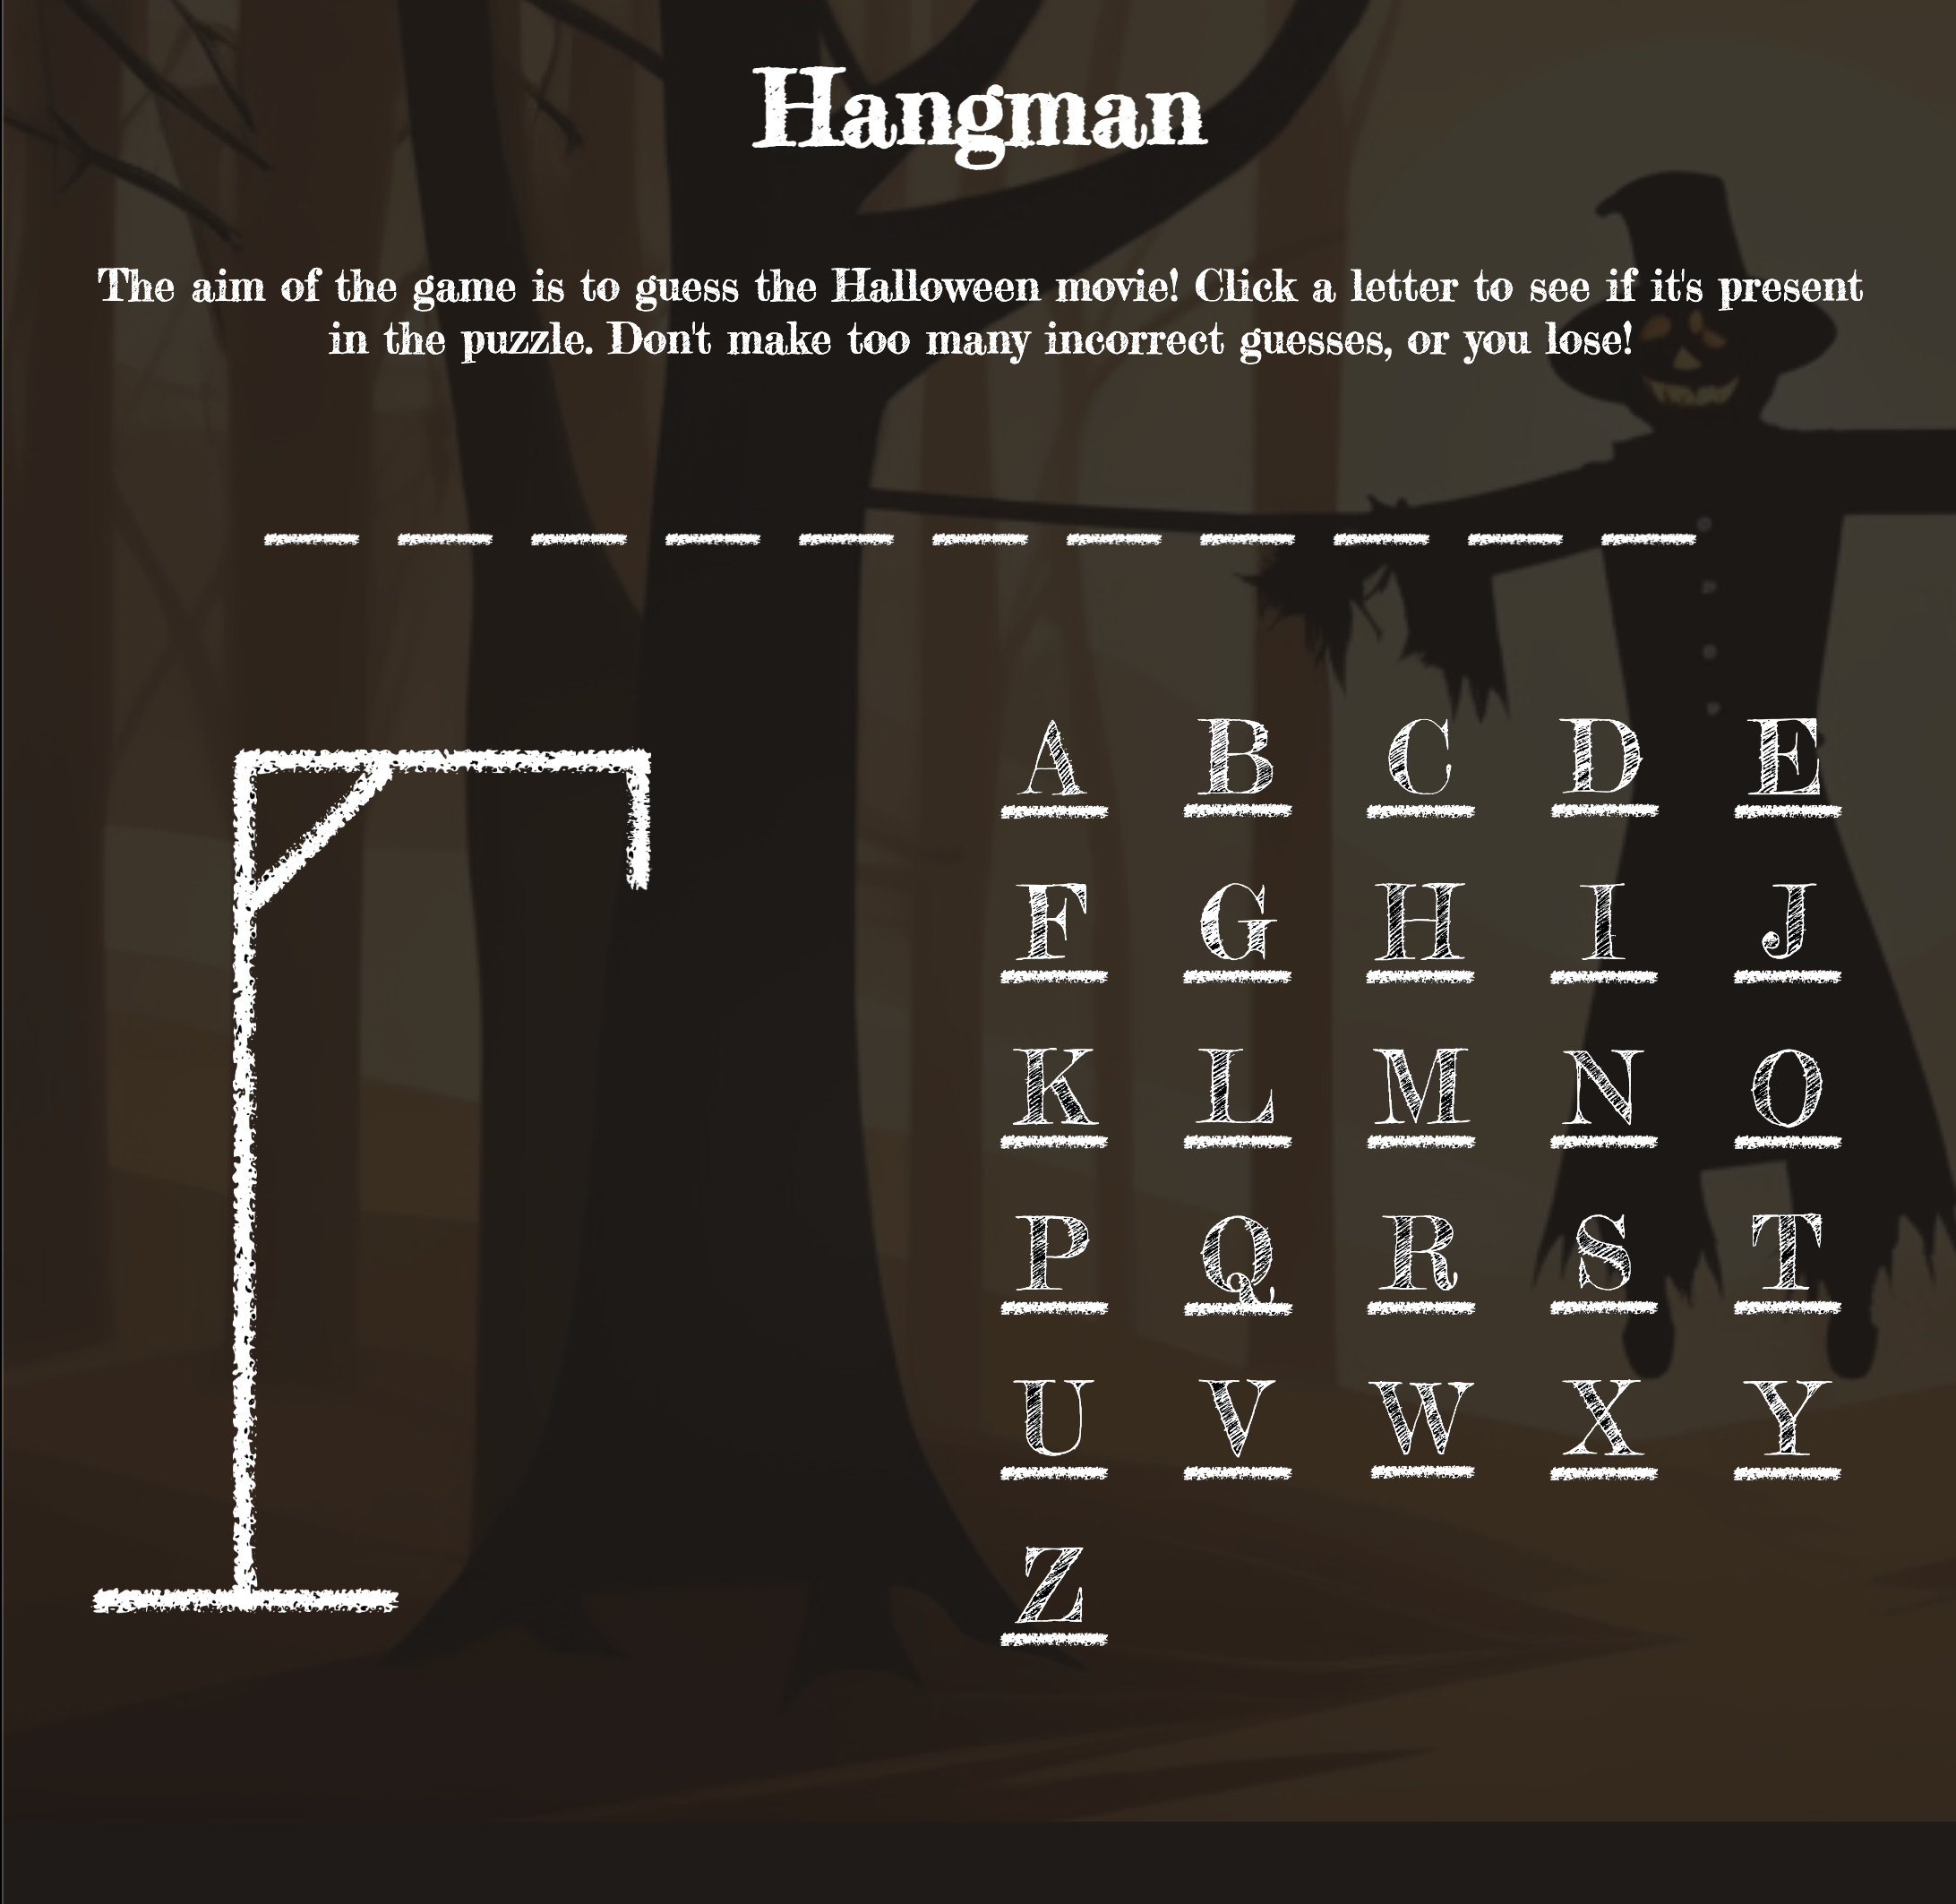 Hangman
The aim of the game is to guess the Halloween movie! Click a letter to see if it's present
in the puzzle. Don't make too many incorrect guesses, or you lose!
A B C D E
F G H I J
K L M N O
P Q R S T
U V W X Y
Z